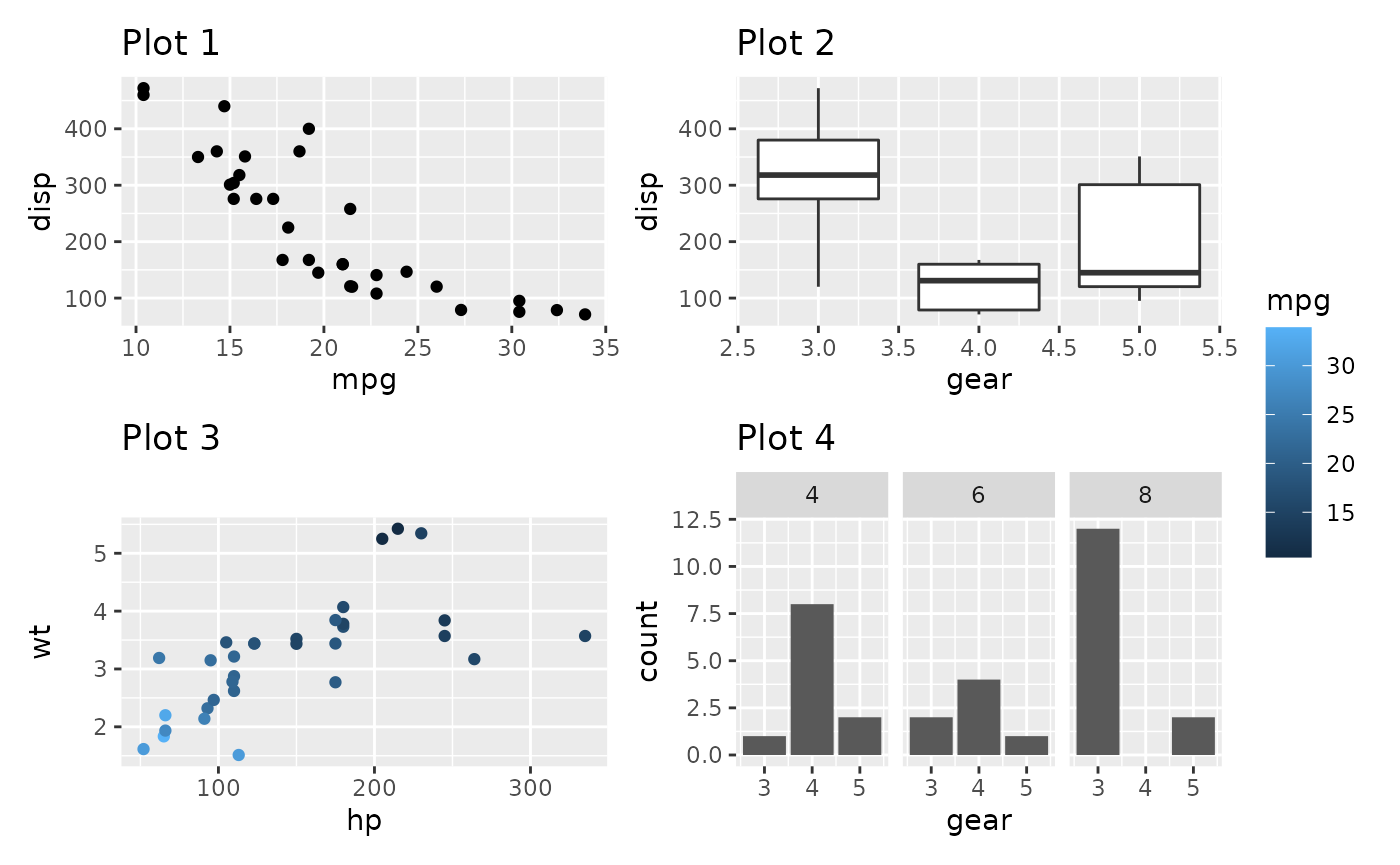 Plot 1
400
300
200
100
disp
10 15 20 25 30 35
mpg
Plot 2
400
300
200
100
disp
2.5 3.0 3.5 4.0 4.5 5.0 5.5
gear
Plot 3
5
4
3
2
wt
100 200 300
hp
Plot 4
4 6 8
12.5
10.0
7.5
5.0
2.5
0.0
count
3 4 5 3 4 5 3 4 5
gear
mpg
30
25
20
15